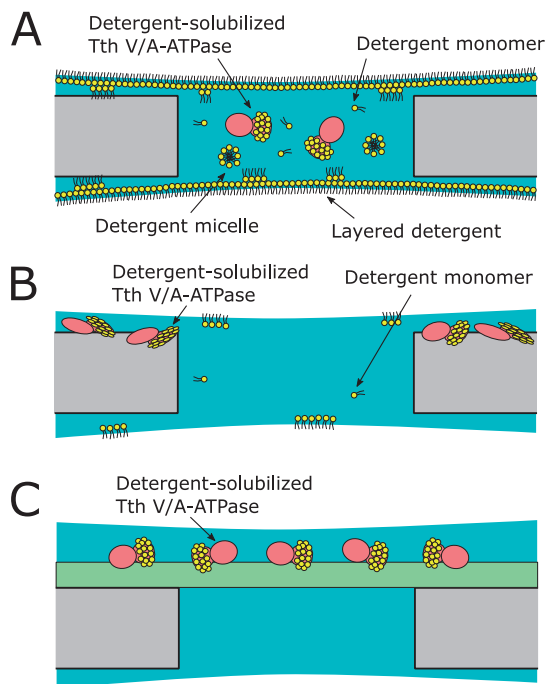 A
Detergent-solubilized
Tth V/A-ATPase
Detergent monomer
Detergent micelle
Layered detergent
B
Detergent-solubilized
Tth V/A-ATPase
Detergent monomer
C
Detergent-solubilized
Tth V/A-ATPase